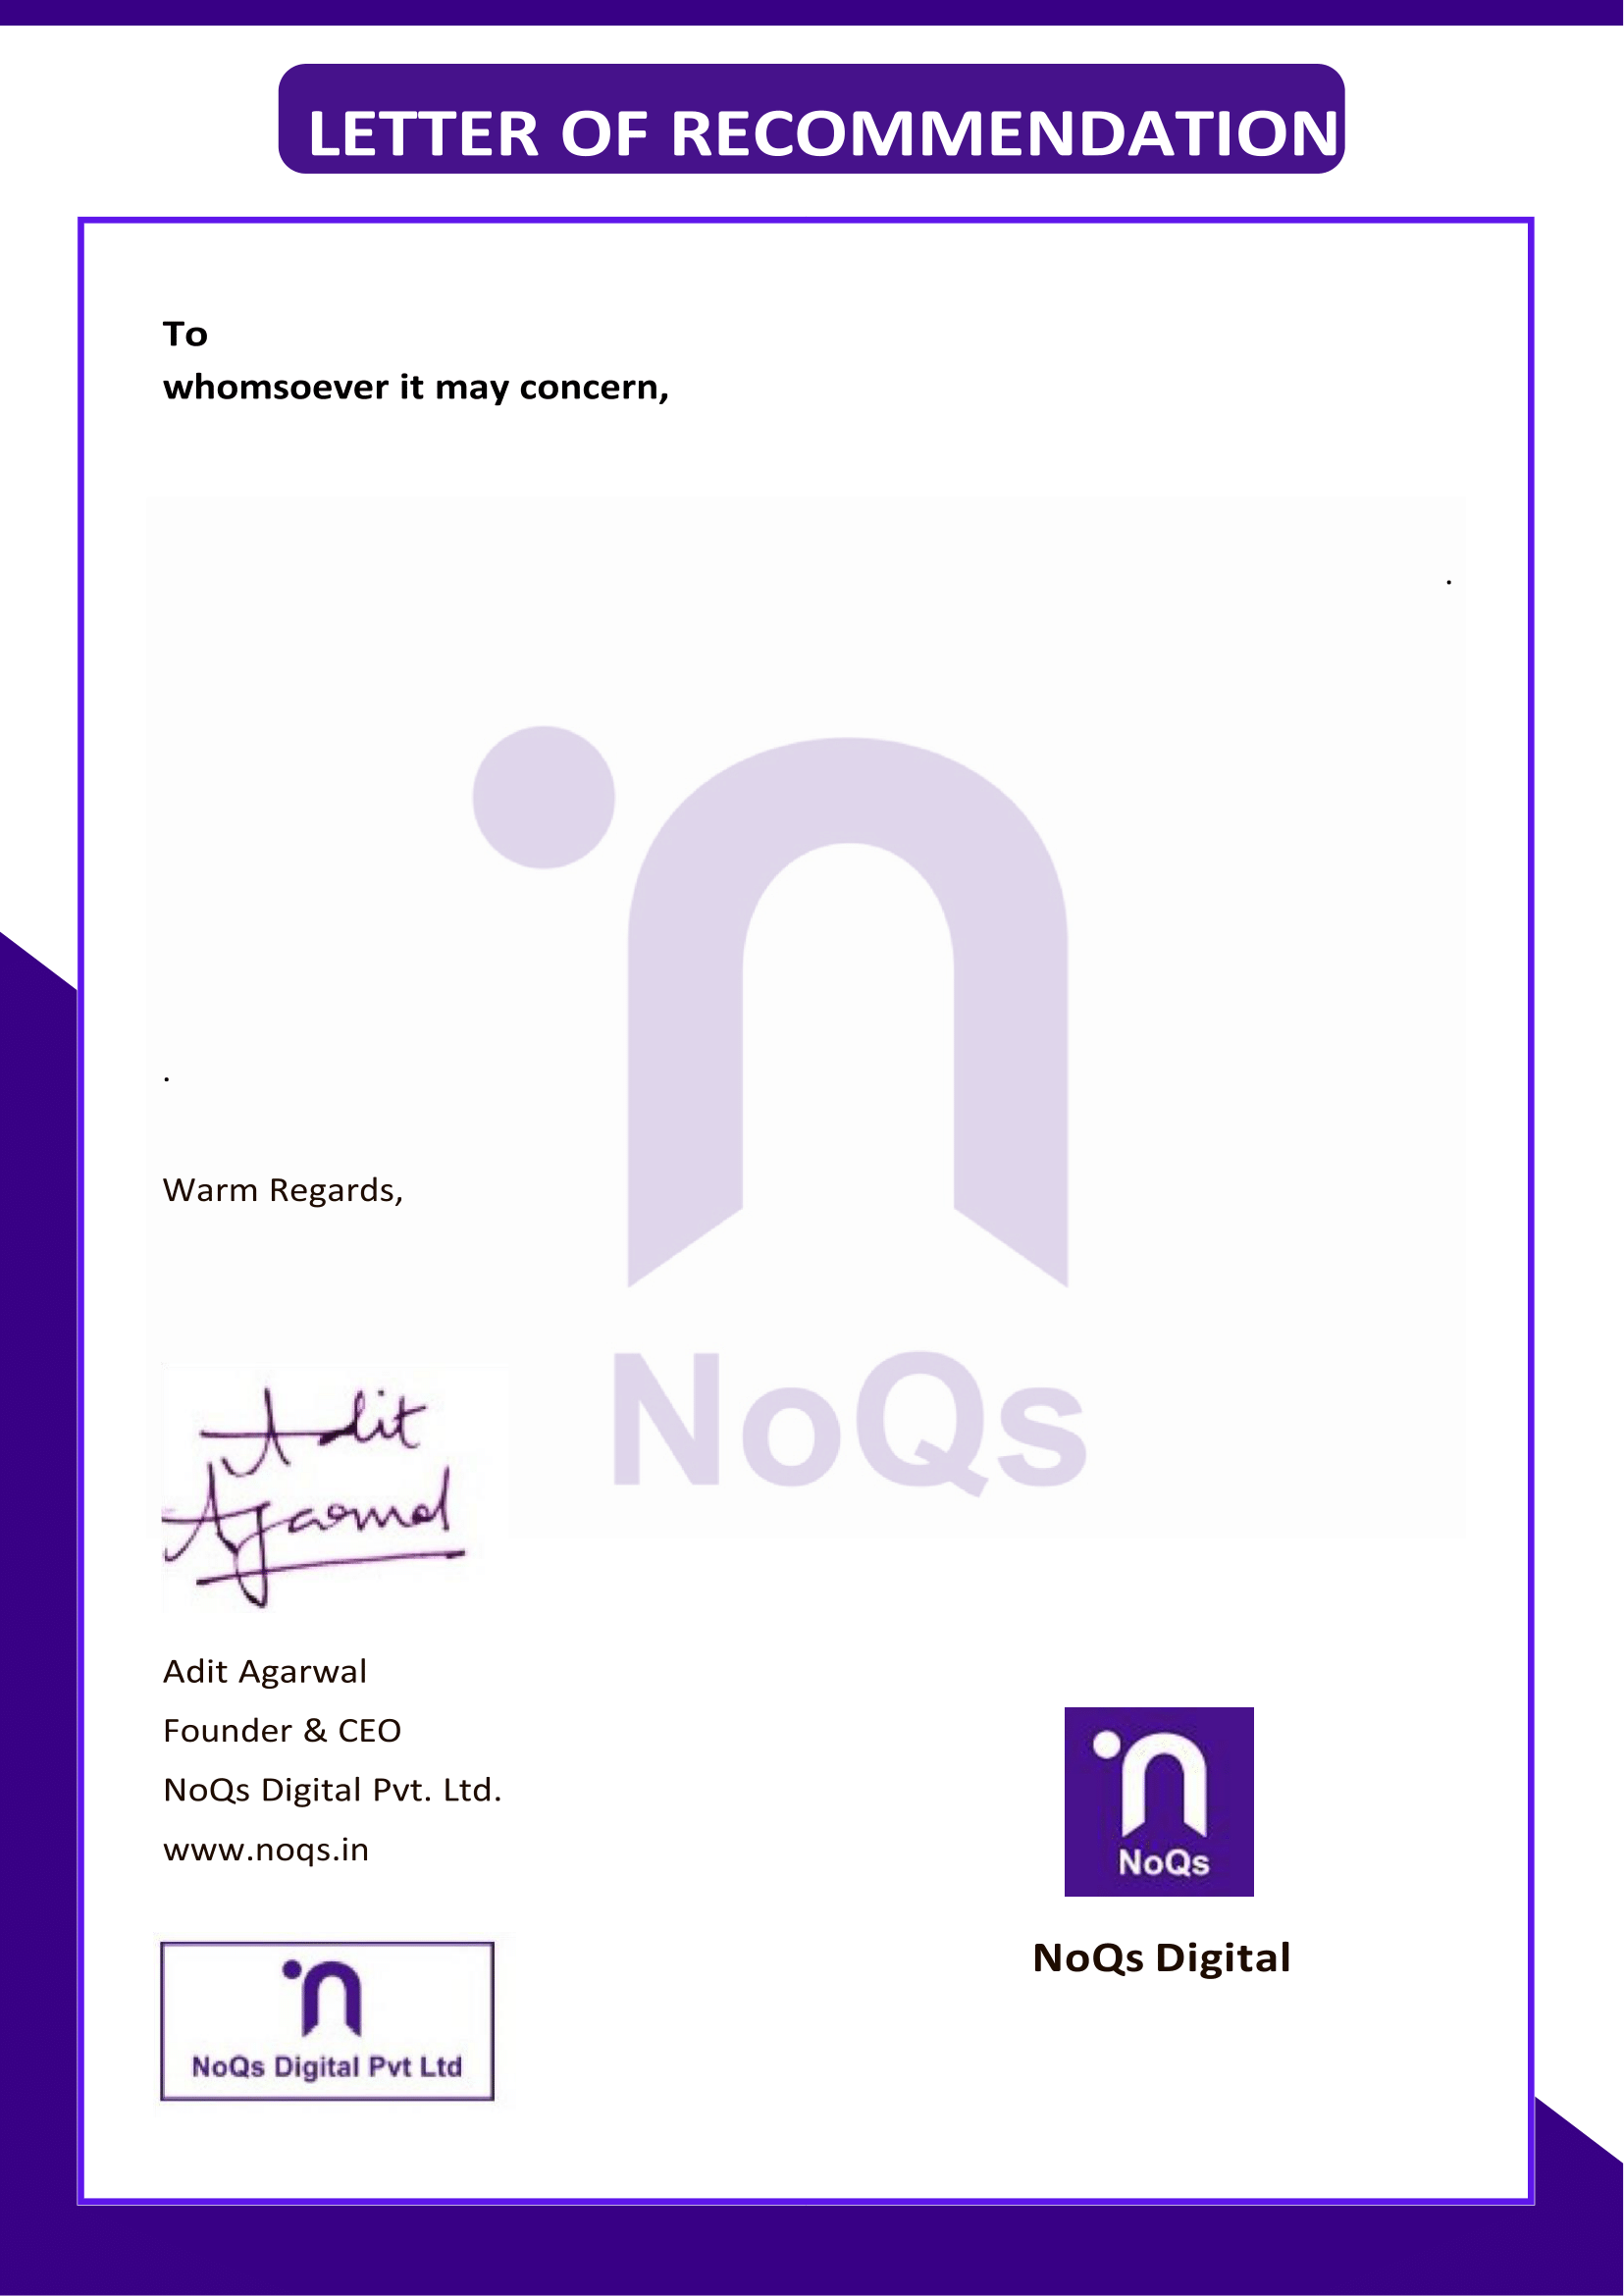 LETTER OF RECOMMENDATION
To
whomsoever it may concern,
.
.
Warm Regards,
NoQs
Adit
Agarwal
Adit Agarwal
Founder & CEO
NoQs Digital Pvt. Ltd.
www.noqs.in
NoQs
NoQs Digital
NoQs Digital Pvt Ltd